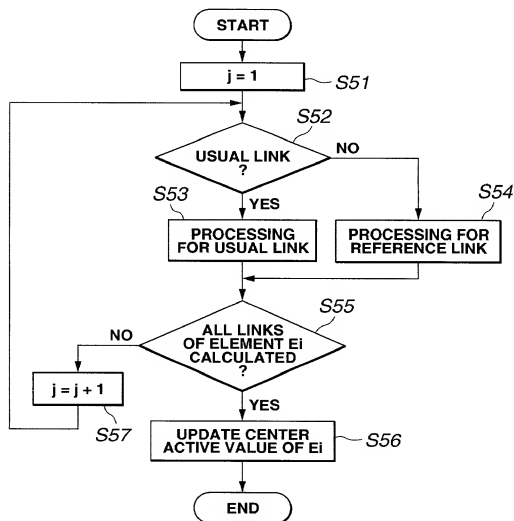 START
j = 1
S51
S52
USUAL LINK
?
NO
YES
S53
PROCESSING
FOR USUAL LINK
S54
PROCESSING FOR
REFERENCE LINK
S55
ALL LINKS
OF ELEMENT Ei
CALCULATED
?
NO
YES
j = j + 1
S57
UPDATE CENTER
ACTIVE VALUE OF Ei
S56
END